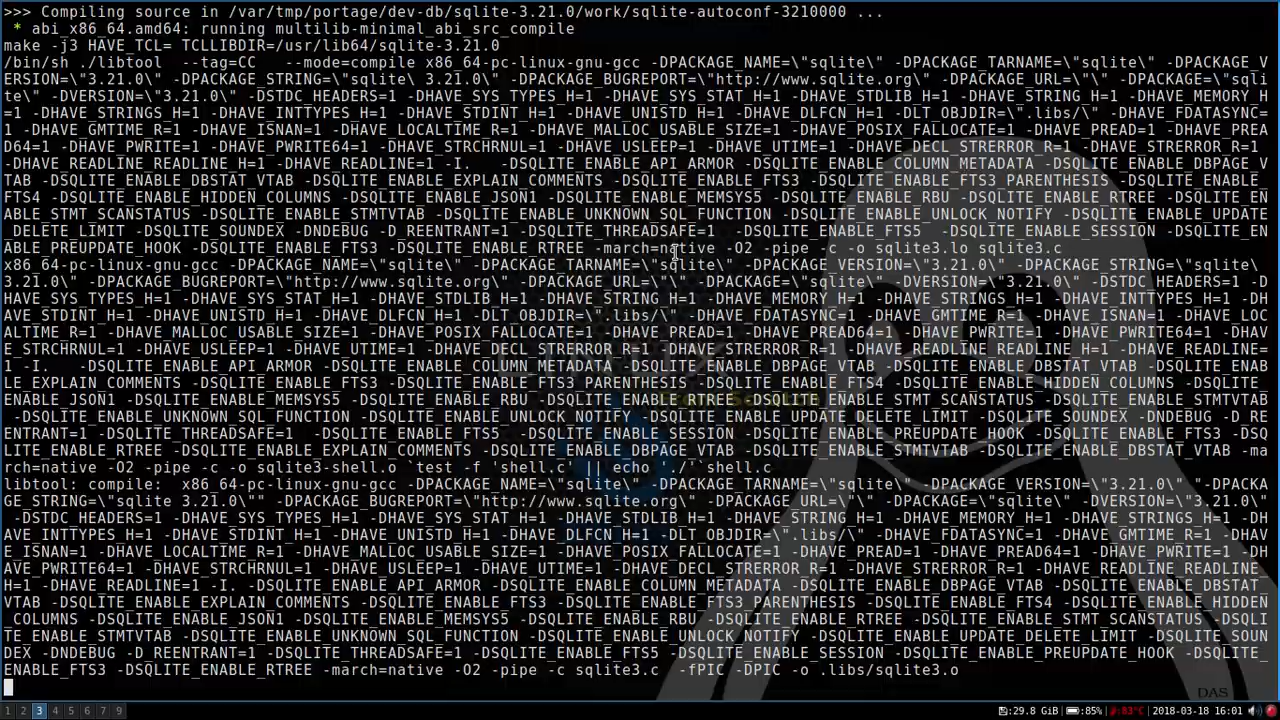 >>> Compiling source in /var/tmp/portage/dev-db/sqlite-3.21.0/work/sqlite-autoconf-3210000 ...
 * abi_x86_64.amd64: running multilib-minimal_abi_src_compile
make -j3 HAVE_TCL= TCLLIBDIR=/usr/lib64/sqlite-3.21.0
/bin/sh ./libtool  --tag=CC   --mode=compile x86_64-pc-linux-gnu-gcc -DPACKAGE_NAME=\"sqlite\" -DPACKAGE_TARNAME=\"sqlite\" -DPACKAGE_V
ERSION=\"3.21.0\" -DPACKAGE_STRING=\"sqlite\ 3.21.0\" -DPACKAGE_BUGREPORT=\"http://www.sqlite.org\" -DPACKAGE_URL=\"\" -DPACKAGE=\"sqli
te\" -DVERSION=\"3.21.0\" -DSTDC_HEADERS=1 -DHAVE_SYS_TYPES_H=1 -DHAVE_SYS_STAT_H=1 -DHAVE_STDLIB_H=1 -DHAVE_STRING_H=1 -DHAVE_MEMORY_H
=1 -DHAVE_STRINGS_H=1 -DHAVE_INTTYPES_H=1 -DHAVE_STDINT_H=1 -DHAVE_UNISTD_H=1 -DHAVE_DLFCN_H=1 -DLT_OBJDIR=\".libs/\" -DHAVE_FDATASYNC=
1 -DHAVE_GMTIME_R=1 -DHAVE_ISNAN=1 -DHAVE_LOCALTIME_R=1 -DHAVE_MALLOC_USABLE_SIZE=1 -DHAVE_POSIX_FALLOCATE=1 -DHAVE_PREAD=1 -DHAVE_PREA
D64=1 -DHAVE_PWRITE=1 -DHAVE_PWRITE64=1 -DHAVE_STRCHRNUL=1 -DHAVE_USLEEP=1 -DHAVE_UTIME=1 -DHAVE_DECL_STRERROR_R=1 -DHAVE_STRERROR_R=1
-DHAVE_READLINE_READLINE_H=1 -DHAVE_READLINE=1 -I.    -DSQLITE_ENABLE_API_ARMOR -DSQLITE_ENABLE_COLUMN_METADATA -DSQLITE_ENABLE_DBPAGE_V
TAB -DSQLITE_ENABLE_DBSTAT_VTAB -DSQLITE_ENABLE_EXPLAIN_COMMENTS -DSQLITE_ENABLE_FTS3 -DSQLITE_ENABLE_FTS3_PARENTHESIS -DSQLITE_ENABLE_
FTS4 -DSQLITE_ENABLE_HIDDEN_COLUMNS -DSQLITE_ENABLE_JSON1 -DSQLITE_ENABLE_MEMSYS5 -DSQLITE_ENABLE_RBU -DSQLITE_ENABLE_RTREE -DSQLITE_EN
ABLE_STMT_SCANSTATUS -DSQLITE_ENABLE_STMTVTAB -DSQLITE_ENABLE_UNKNOWN_SQL_FUNCTION -DSQLITE_ENABLE_UNLOCK_NOTIFY -DSQLITE_ENABLE_UPDATE
_DELETE_LIMIT -DSQLITE_SOUNDEX -DNDEBUG -D_REENTRANT=1 -DSQLITE_THREADSAFE=1  -DSQLITE_ENABLE_FTS5  -DSQLITE_ENABLE_SESSION -DSQLITE_EN
ABLE_PREUPDATE_HOOK -DSQLITE_ENABLE_FTS3 -DSQLITE_ENABLE_RTREE -march=native -O2 -pipe -c -o sqlite3.lo sqlite3.c
x86_64-pc-linux-gnu-gcc -DPACKAGE_NAME=\"sqlite\" -DPACKAGE_TARNAME=\"sqlite\" -DPACKAGE_VERSION=\"3.21.0\" -DPACKAGE_STRING=\"sqlite\
3.21.0\" -DPACKAGE_BUGREPORT=\"http://www.sqlite.org\" -DPACKAGE_URL=\"\" -DPACKAGE=\"sqlite\" -DVERSION=\"3.21.0\" -DSTDC_HEADERS=1 -D
HAVE_SYS_TYPES_H=1 -DHAVE_SYS_STAT_H=1 -DHAVE_STDLIB_H=1 -DHAVE_STRING_H=1 -DHAVE_MEMORY_H=1 -DHAVE_STRINGS_H=1 -DHAVE_INTTYPES_H=1 -DH
AVE_STDINT_H=1 -DHAVE_UNISTD_H=1 -DHAVE_DLFCN_H=1 -DLT_OBJDIR=\".libs/\" -DHAVE_FDATASYNC=1 -DHAVE_GMTIME_R=1 -DHAVE_ISNAN=1 -DHAVE_LOC
ALTIME_R=1 -DHAVE_MALLOC_USABLE_SIZE=1 -DHAVE_POSIX_FALLOCATE=1 -DHAVE_PREAD=1 -DHAVE_PREAD64=1 -DHAVE_PWRITE=1 -DHAVE_PWRITE64=1 -DHAV
E_STRCHRNUL=1 -DHAVE_USLEEP=1 -DHAVE_UTIME=1 -DHAVE_DECL_STRERROR_R=1 -DHAVE_STRERROR_R=1 -DHAVE_READLINE_READLINE_H=1 -DHAVE_READLINE=
1 -I.   -DSQLITE_ENABLE_API_ARMOR -DSQLITE_ENABLE_COLUMN_METADATA -DSQLITE_ENABLE_DBPAGE_VTAB -DSQLITE_ENABLE_DBSTAT_VTAB -DSQLITE_ENAB
LE_EXPLAIN_COMMENTS -DSQLITE_ENABLE_FTS3 -DSQLITE_ENABLE_FTS3_PARENTHESIS -DSQLITE_ENABLE_FTS4 -DSQLITE_ENABLE_HIDDEN_COLUMNS -DSQLITE_
ENABLE_JSON1 -DSQLITE_ENABLE_MEMSYS5 -DSQLITE_ENABLE_RBU -DSQLITE_ENABLE_RTREE -DSQLITE_ENABLE_STMT_SCANSTATUS -DSQLITE_ENABLE_STMTVTAB
 -DSQLITE_ENABLE_UNKNOWN_SQL_FUNCTION -DSQLITE_ENABLE_UNLOCK_NOTIFY -DSQLITE_ENABLE_UPDATE_DELETE_LIMIT -DSQLITE_SOUNDEX -DNDEBUG -D_RE
ENTRANT=1 -DSQLITE_THREADSAFE=1  -DSQLITE_ENABLE_FTS5  -DSQLITE_ENABLE_SESSION -DSQLITE_ENABLE_PREUPDATE_HOOK -DSQLITE_ENABLE_FTS3 -DSQ
LITE_ENABLE_RTREE -DSQLITE_ENABLE_EXPLAIN_COMMENTS -DSQLITE_ENABLE_DBPAGE_VTAB -DSQLITE_ENABLE_STMTVTAB -DSQLITE_ENABLE_DBSTAT_VTAB -ma
rch=native -O2 -pipe -c -o sqlite3-shell.o `test -f 'shell.c' || echo './'`shell.c
libtool: compile:  x86_64-pc-linux-gnu-gcc -DPACKAGE_NAME=\"sqlite\" -DPACKAGE_TARNAME=\"sqlite\" -DPACKAGE_VERSION=\"3.21.0\" "-DPACKA
GE_STRING=\"sqlite 3.21.0\"" -DPACKAGE_BUGREPORT=\"http://www.sqlite.org\" -DPACKAGE_URL=\"\" -DPACKAGE=\"sqlite\" -DVERSION=\"3.21.0\"
 -DSTDC_HEADERS=1 -DHAVE_SYS_TYPES_H=1 -DHAVE_SYS_STAT_H=1 -DHAVE_STDLIB_H=1 -DHAVE_STRING_H=1 -DHAVE_MEMORY_H=1 -DHAVE_STRINGS_H=1 -DH
AVE_INTTYPES_H=1 -DHAVE_STDINT_H=1 -DHAVE_UNISTD_H=1 -DHAVE_DLFCN_H=1 -DLT_OBJDIR=\".libs/\" -DHAVE_FDATASYNC=1 -DHAVE_GMTIME_R=1 -DHAV
E_ISNAN=1 -DHAVE_LOCALTIME_R=1 -DHAVE_MALLOC_USABLE_SIZE=1 -DHAVE_POSIX_FALLOCATE=1 -DHAVE_PREAD=1 -DHAVE_PREAD64=1 -DHAVE_PWRITE=1 -DH
AVE_PWRITE64=1 -DHAVE_STRCHRNUL=1 -DHAVE_USLEEP=1 -DHAVE_UTIME=1 -DHAVE_DECL_STRERROR_R=1 -DHAVE_STRERROR_R=1 -DHAVE_READLINE_READLINE_
H=1 -DHAVE_READLINE=1 -I. -DSQLITE_ENABLE_API_ARMOR -DSQLITE_ENABLE_COLUMN_METADATA -DSQLITE_ENABLE_DBPAGE_VTAB -DSQLITE_ENABLE_DBSTAT_
VTAB -DSQLITE_ENABLE_EXPLAIN_COMMENTS -DSQLITE_ENABLE_FTS3 -DSQLITE_ENABLE_FTS3_PARENTHESIS -DSQLITE_ENABLE_FTS4 -DSQLITE_ENABLE_HIDDEN
_COLUMNS -DSQLITE_ENABLE_JSON1 -DSQLITE_ENABLE_MEMSYS5 -DSQLITE_ENABLE_RBU -DSQLITE_ENABLE_RTREE -DSQLITE_ENABLE_STMT_SCANSTATUS -DSQLI
TE_ENABLE_STMTVTAB -DSQLITE_ENABLE_UNKNOWN_SQL_FUNCTION -DSQLITE_ENABLE_UNLOCK_NOTIFY -DSQLITE_ENABLE_UPDATE_DELETE_LIMIT -DSQLITE_SOUN
DEX -DNDEBUG -D_REENTRANT=1 -DSQLITE_THREADSAFE=1 -DSQLITE_ENABLE_FTS5 -DSQLITE_ENABLE_SESSION -DSQLITE_ENABLE_PREUPDATE_HOOK -DSQLITE_
ENABLE_FTS3 -DSQLITE_ENABLE_RTREE -march=native -O2 -pipe -c sqlite3.c  -fPIC -DPIC -o .libs/sqlite3.o
DAS
1 2 3 4 5 6 7 9 :29.8 GiB | :85% | :83°C | 2018-03-18 16:01